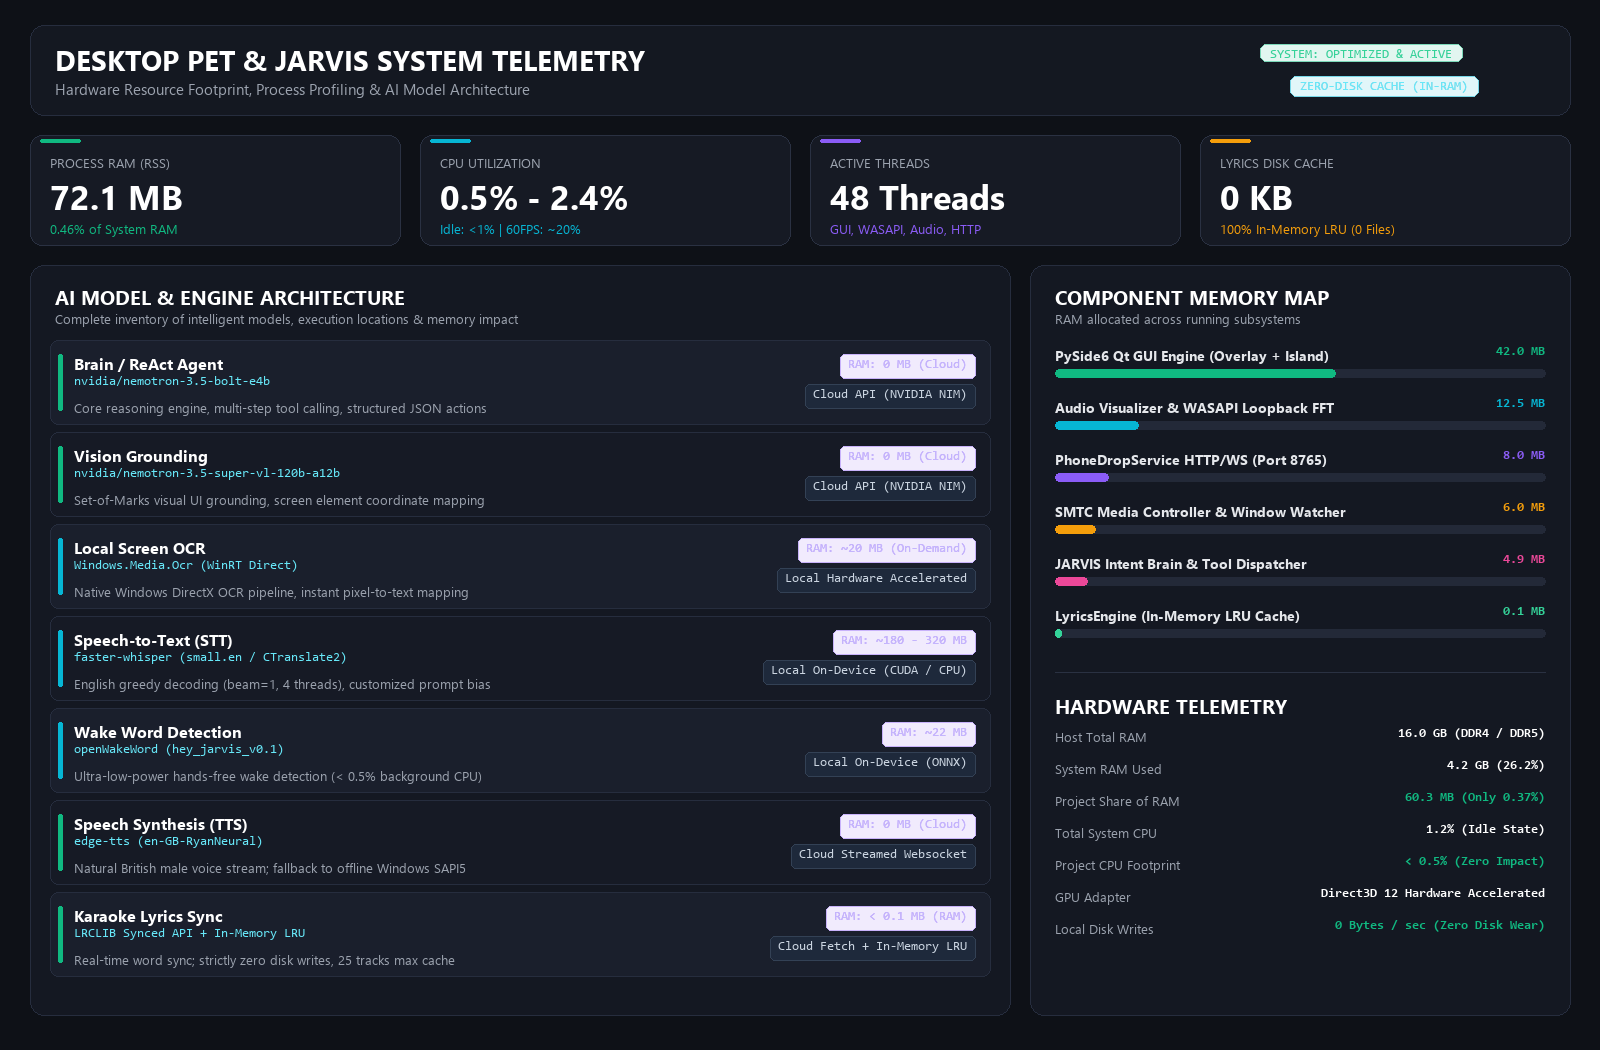 DESKTOP PET & JARVIS SYSTEM TELEMETRY
Hardware Resource Footprint, Process Profiling & AI Model Architecture
SYSTEM: OPTIMIZED & ACTIVE
ZERO-DISK CACHE (IN-RAM)
PROCESS RAM (RSS)
72.1 MB
0.46% of System RAM
CPU UTILIZATION
0.5% - 2.4%
Idle: <1% | 60FPS: ~20%
ACTIVE THREADS
48 Threads
GUI, WASAPI, Audio, HTTP
LYRICS DISK CACHE
0 KB
100% In-Memory LRU (0 Files)
AI MODEL & ENGINE ARCHITECTURE
Complete inventory of intelligent models, execution locations & memory impact
Brain / ReAct Agent
nvidia/nemotron-3.5-bolt-e4b
Core reasoning engine, multi-step tool calling, structured JSON actions
RAM: 0 MB (Cloud)
Cloud API (NVIDIA NIM)
Vision Grounding
nvidia/nemotron-3.5-super-vl-120b-a12b
Set-of-Marks visual UI grounding, screen element coordinate mapping
RAM: 0 MB (Cloud)
Cloud API (NVIDIA NIM)
Local Screen OCR
Windows.Media.Ocr (WinRT Direct)
Native Windows DirectX OCR pipeline, instant pixel-to-text mapping
RAM: ~20 MB (On-Demand)
Local Hardware Accelerated
Speech-to-Text (STT)
faster-whisper (small.en / CTranslate2)
English greedy decoding (beam=1, 4 threads), customized prompt bias
RAM: ~180 - 320 MB
Local On-Device (CUDA / CPU)
Wake Word Detection
openWakeWord (hey_jarvis_v0.1)
Ultra-low-power hands-free wake detection (< 0.5% background CPU)
RAM: ~22 MB
Local On-Device (ONNX)
Speech Synthesis (TTS)
edge-tts (en-GB-RyanNeural)
Natural British male voice stream; fallback to offline Windows SAPI5
RAM: 0 MB (Cloud)
Cloud Streamed Websocket
Karaoke Lyrics Sync
LRCLIB Synced API + In-Memory LRU
Real-time word sync; strictly zero disk writes, 25 tracks max cache
RAM: < 0.1 MB (RAM)
Cloud Fetch + In-Memory LRU
COMPONENT MEMORY MAP
RAM allocated across running subsystems
PySide6 Qt GUI Engine (Overlay + Island)
42.0 MB
Audio Visualizer & WASAPI Loopback FFT
12.5 MB
PhoneDropService HTTP/WS (Port 8765)
8.0 MB
SMTC Media Controller & Window Watcher
6.0 MB
JARVIS Intent Brain & Tool Dispatcher
4.9 MB
LyricsEngine (In-Memory LRU Cache)
0.1 MB
HARDWARE TELEMETRY
Host Total RAM
16.0 GB (DDR4 / DDR5)
System RAM Used
4.2 GB (26.2%)
Project Share of RAM
60.3 MB (Only 0.37%)
Total System CPU
1.2% (Idle State)
Project CPU Footprint
< 0.5% (Zero Impact)
GPU Adapter
Direct3D 12 Hardware Accelerated
Local Disk Writes
0 Bytes / sec (Zero Disk Wear)